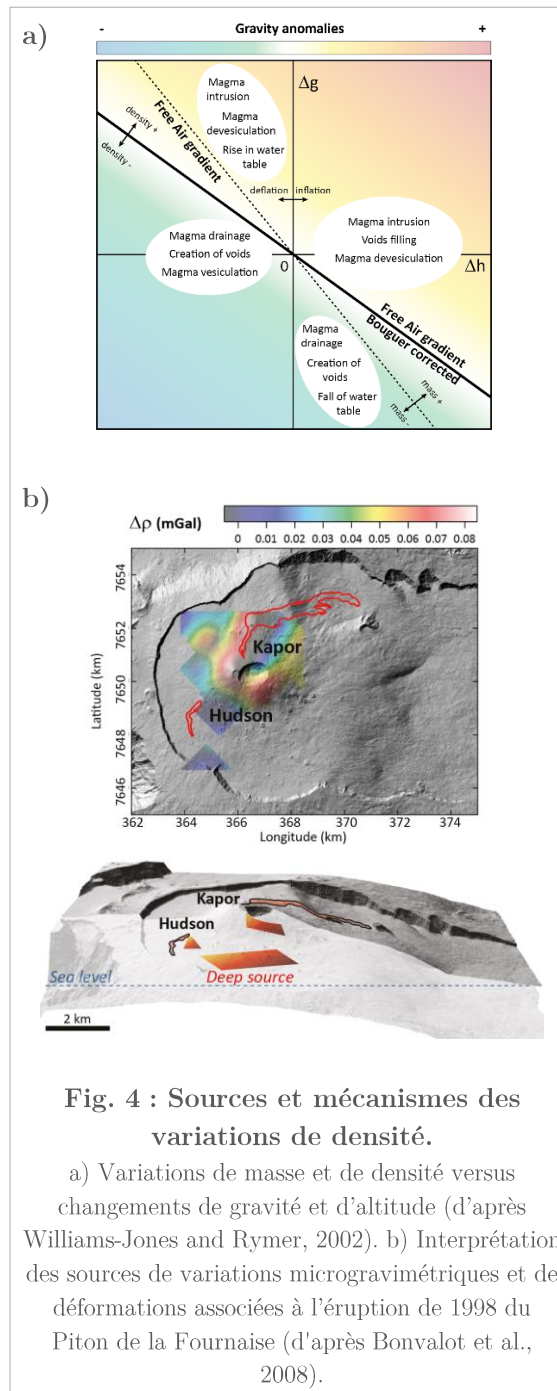 a)
- Gravity anomalies +
Δg
Magma
intrusion
Magma
devesiculation
Rise in water
table
density +
density -
Free Air gradient
deflation inflation
Magma drainage
Creation of voids
Magma vesiculation
Magma intrusion
Voids filling
Magma devesiculation
0
Δh
Magma
drainage
Creation of
voids
Fall of water
table
Free Air gradient
Bouguer corrected
mass +
mass-
b)
Δρ (mGal)
0 0.01 0.02 0.03 0.04 0.05 0.06 0.07 0.08
Latitude (km)
7654
7652
7650
7648
7646
Kapor
Hudson
362 364 366 368 370 372 374
Longitude (km)
Kapor
Hudson
Sea level
Deep source
2 km
Fig. 4 : Sources et mécanismes des
variations de densité.
a) Variations de masse et de densité versus
changements de gravité et d'altitude (d'après
Williams-Jones and Rymer, 2002). b) Interprétation
des sources de variations microgravimétriques et de
déformations associées à l'éruption de 1998 du
Piton de la Fournaise (d'après Bonvalot et al.,
2008).